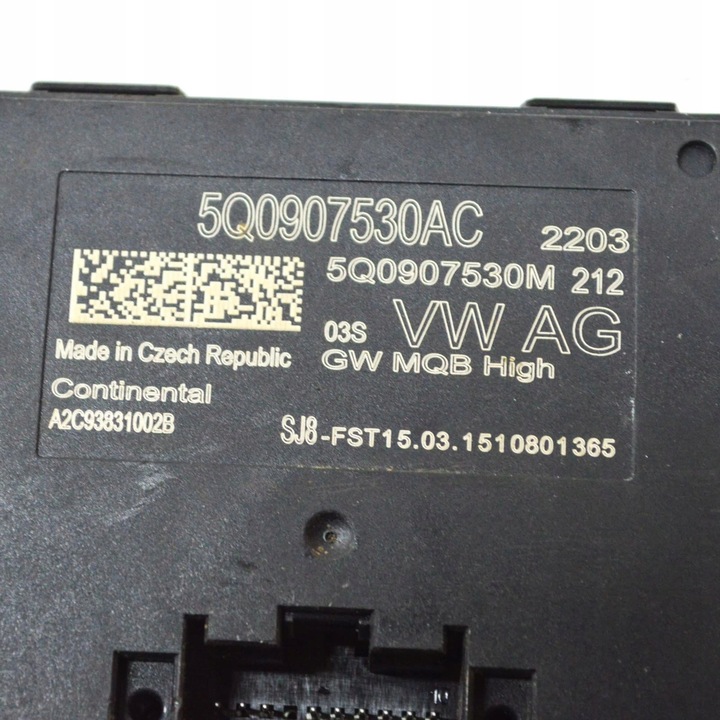 5Q0907530AC 2203
5Q0907530M 212
03S VW AG
Made in Czech Republic GW MQB High
Continental
A2C93831002B SJ8-FST15.03.1510801365